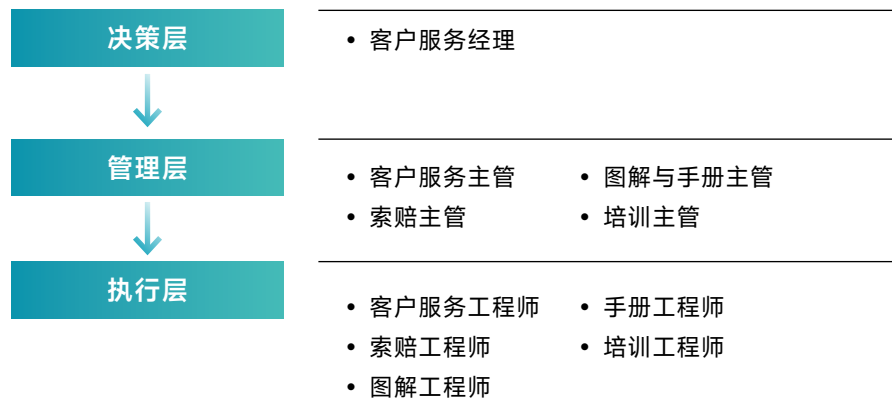 决策层
• 客户服务经理
管理层
• 客户服务主管
• 图解与手册主管
• 索赔主管
• 培训主管
执行层
• 客户服务工程师
• 手册工程师
• 索赔工程师
• 培训工程师
• 图解工程师